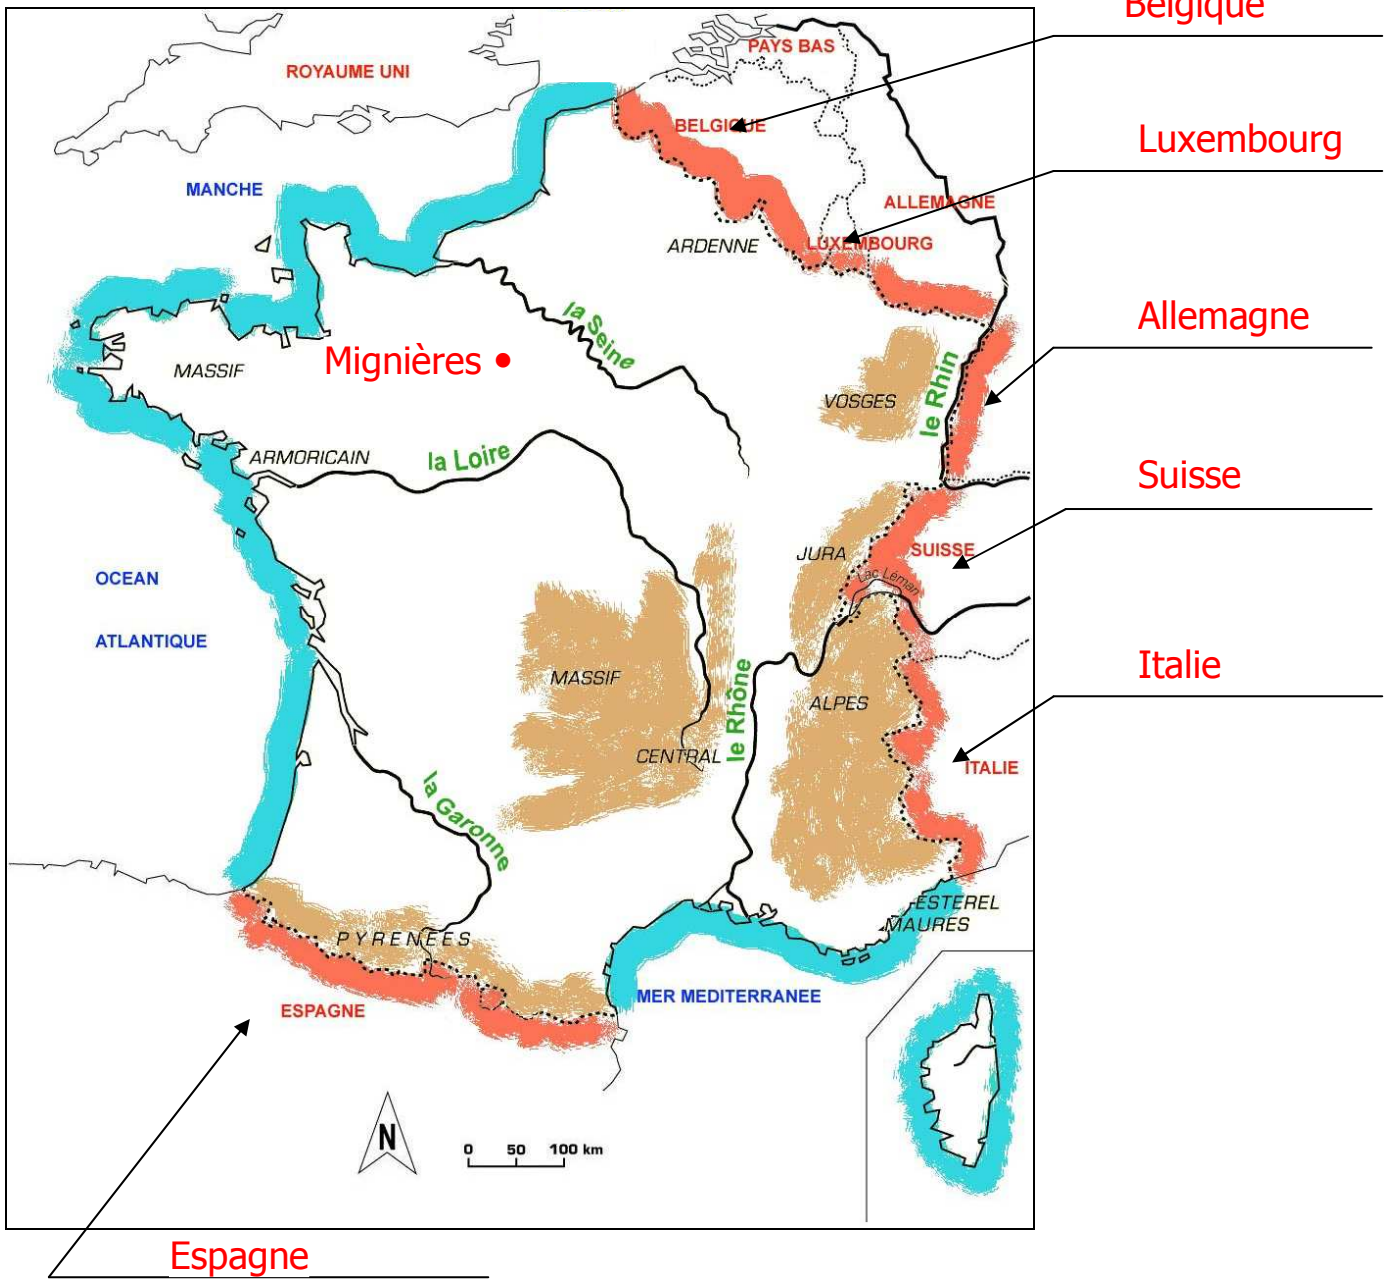 Belgique
PAYS BAS
ROYAUME UNI
BELGIQUE
Luxembourg
MANCHE
ALLEMAGNE
ARDENNE
LUXEMBOURG
Allemagne
la Seine
Mignières
MASSIF
VOSGES
le Rhin
ARMORICAIN
la Loire
Suisse
JURA
SUISSE
Lac Léman
OCEAN
ATLANTIQUE
Italie
MASSIF
ALPES
le Rhône
CENTRAL
ITALIE
la Garonne
ESTEREL
MAURES
PYRENEES
MER MEDITERRANEE
ESPAGNE
N
0 50 100 km
Espagne